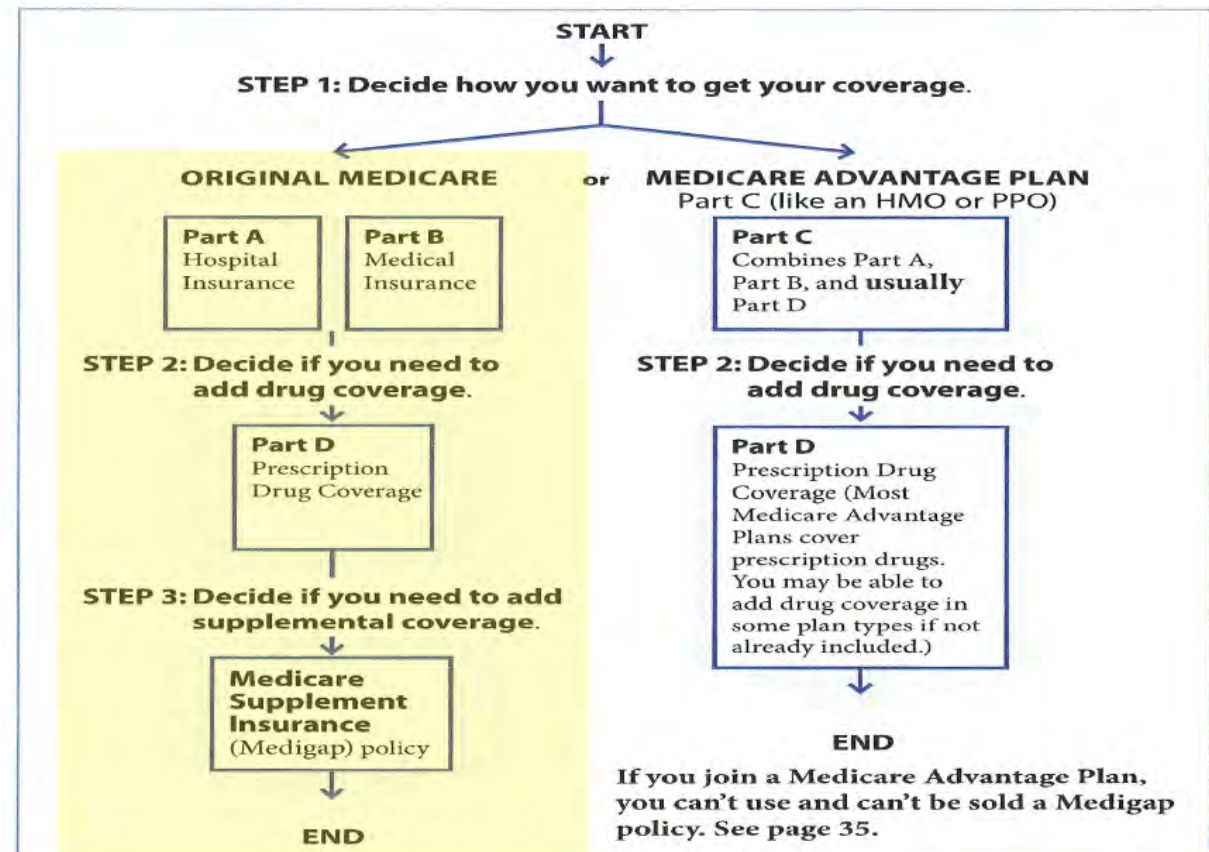 START
STEP 1: Decide how you want to get your coverage.
ORIGINAL MEDICARE
Part A
Hospital
Insurance
Part B
Medical
Insurance
STEP 2: Decide if you need to
add drug coverage.
Part D
Prescription
Drug Coverage
STEP 3: Decide if you need to add
supplemental coverage.
Medicare
Supplement
Insurance
(Medigap) policy
END
or
MEDICARE ADVANTAGE PLAN
Part C (like an HMO or PPO)
Part C
Combines Part A,
Part B, and usually
Part D
STEP 2: Decide if you need to
add drug coverage.
Part D
Prescription Drug
Coverage (Most
Medicare Advantage
Plans cover
prescription drugs.
You may be able to
add drug coverage in
some plan types if not
already included.)
END
If you join a Medicare Advantage Plan,
you can't use and can't be sold a Medigap
policy. See page 35.